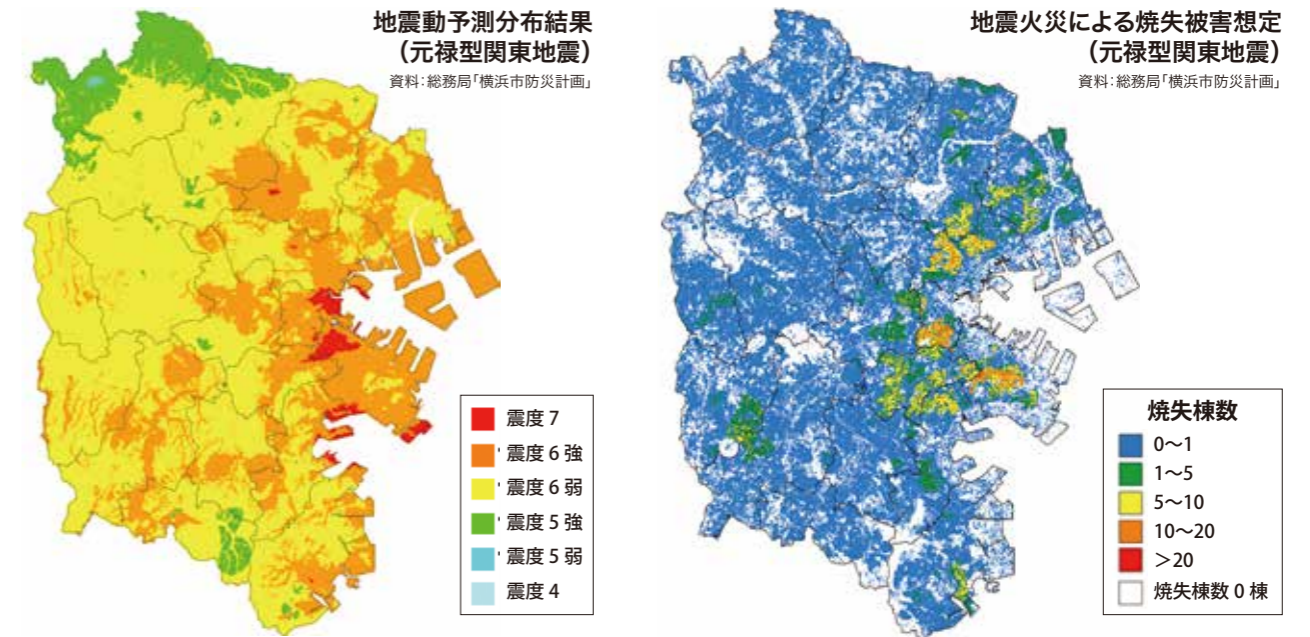 地震動予測分布結果
(元禄型関東地震)
資料:総務局「横浜市防災計画」
震度7
震度6強
震度6弱
震度5強
震度5弱
震度4
地震火災による焼失被害想定
(元禄型関東地震)
資料:総務局「横浜市防災計画」
焼失棟数
0〜1
1〜5
5〜10
10〜20
>20
焼失棟数0棟